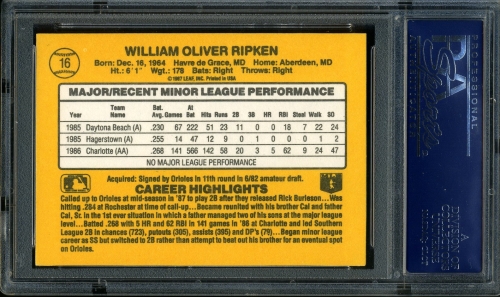 16
WILLIAM OLIVER RIPKEN
Born: Dec. 16, 1964 Havre de Grace, MD Home: Aberdeen, MD
Ht.: 6'1" Wgt.: 178 Bats: Right Throws: Right
© 1987 LEAF, INC. Printed in USA
MAJOR/RECENT MINOR LEAGUE PERFORMANCE
Team Bat.
Year Name Avg. Games At Bat Hits Runs 2B 3B HR RBI Steal Walk SO
1985 Daytona Beach (A) .230 67 222 51 23 11 0 0 18 7 22 24
1985 Hagerstown (A) .255 14 47 12 9 0 0 0 0 0 6 3
1986 Charlotte (AA) .268 141 566 142 58 20 3 5 62 9 24 47
NO MAJOR LEAGUE PERFORMANCE
Acquired: Signed by Orioles in 11th round in 6/82 amateur draft.
CAREER HIGHLIGHTS
Called up to Orioles at mid-season in '87 to play 2B after they released Rick Burleson...Was
hitting .284 at Rochester at time of call-up... Became reunited with his brother Cal and father
Cal, Sr. in the 1st ever situation in which a father managed two of his sons at the major league
level...Batted .268 with 5 HR and 62 RBI in 141 games in '86 at Charlotte and led Southern
League 2B in chances (723), putouts (305), assists (395) and DP's (79). Began minor league
career as SS but switched to 2B rather than attempt to beat out his brother for an eventual spot
on Orioles.
PROFESSIONAL
PSA
A
DIVISION OF